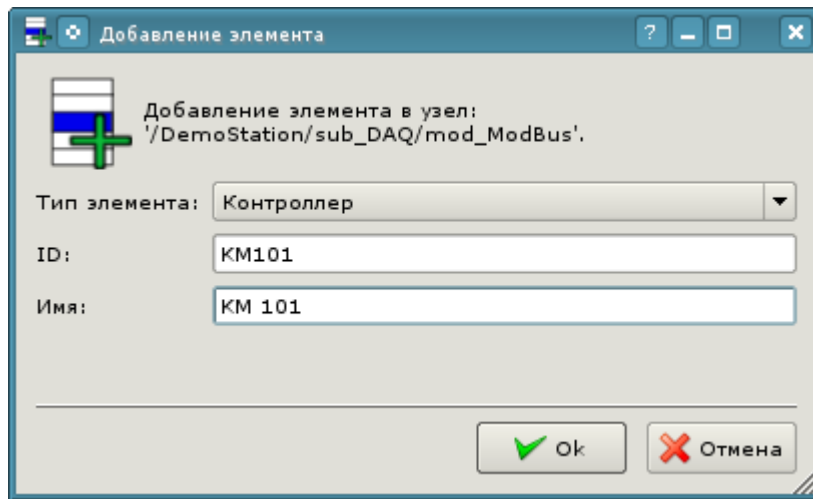 Добавление элемента
Добавление элемента в узел:
'/DemoStation/sub_DAQ/mod_ModBus'.
Тип элемента: Контроллер
ID: KM101
Имя: KM 101
Ok Отмена